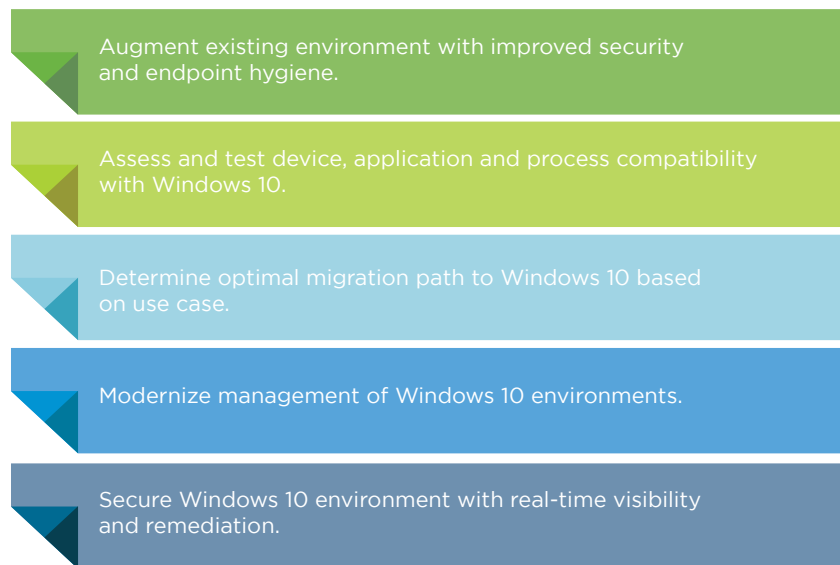 Augment existing environment with improved security
and endpoint hygiene.
Assess and test device, application and process compatibility
with Windows 10.
Determine optimal migration path to Windows 10 based
on use case.
Modernize management of Windows 10 environments.
Secure Windows 10 environment with real-time visibility
and remediation.